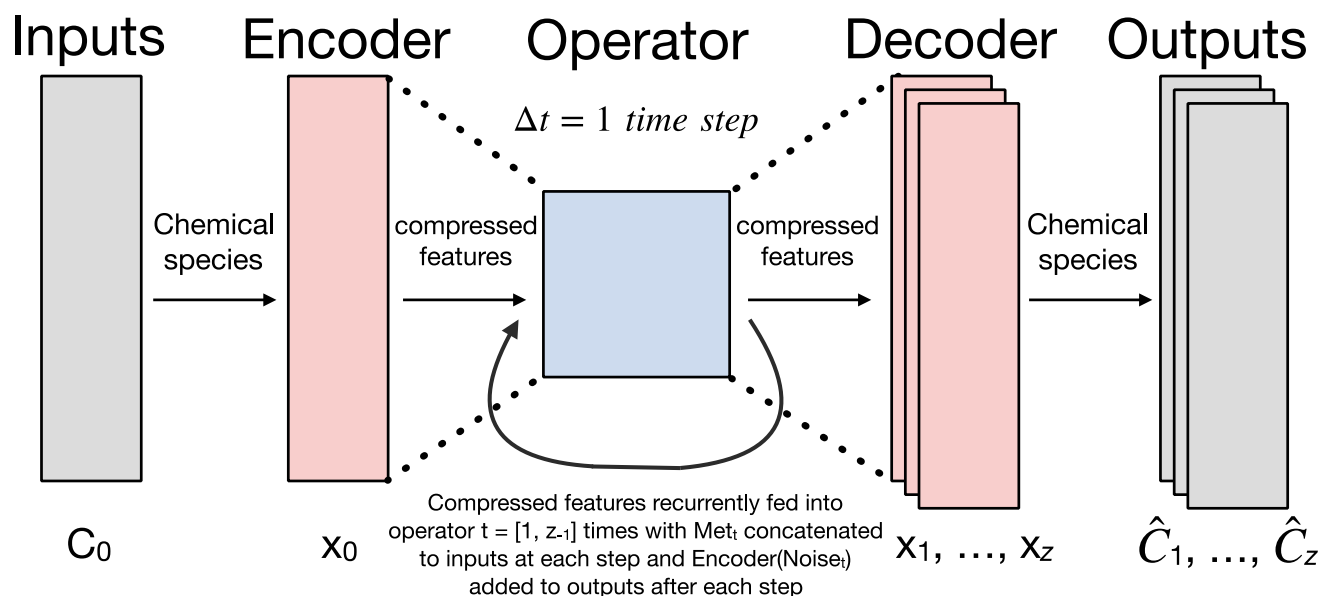 Inputs Encoder Operator Decoder Outputs
Δt = 1 time step
Chemical
species
compressed
features
compressed
features
Chemical
species
Compressed features recurrently fed into
operator t = [1, z-1] times with Mett concatenated
to inputs at each step and Encoder(Noiset)
added to outputs after each step
C0
x0
x1, …, xz
Ĉ1, …, Ĉz